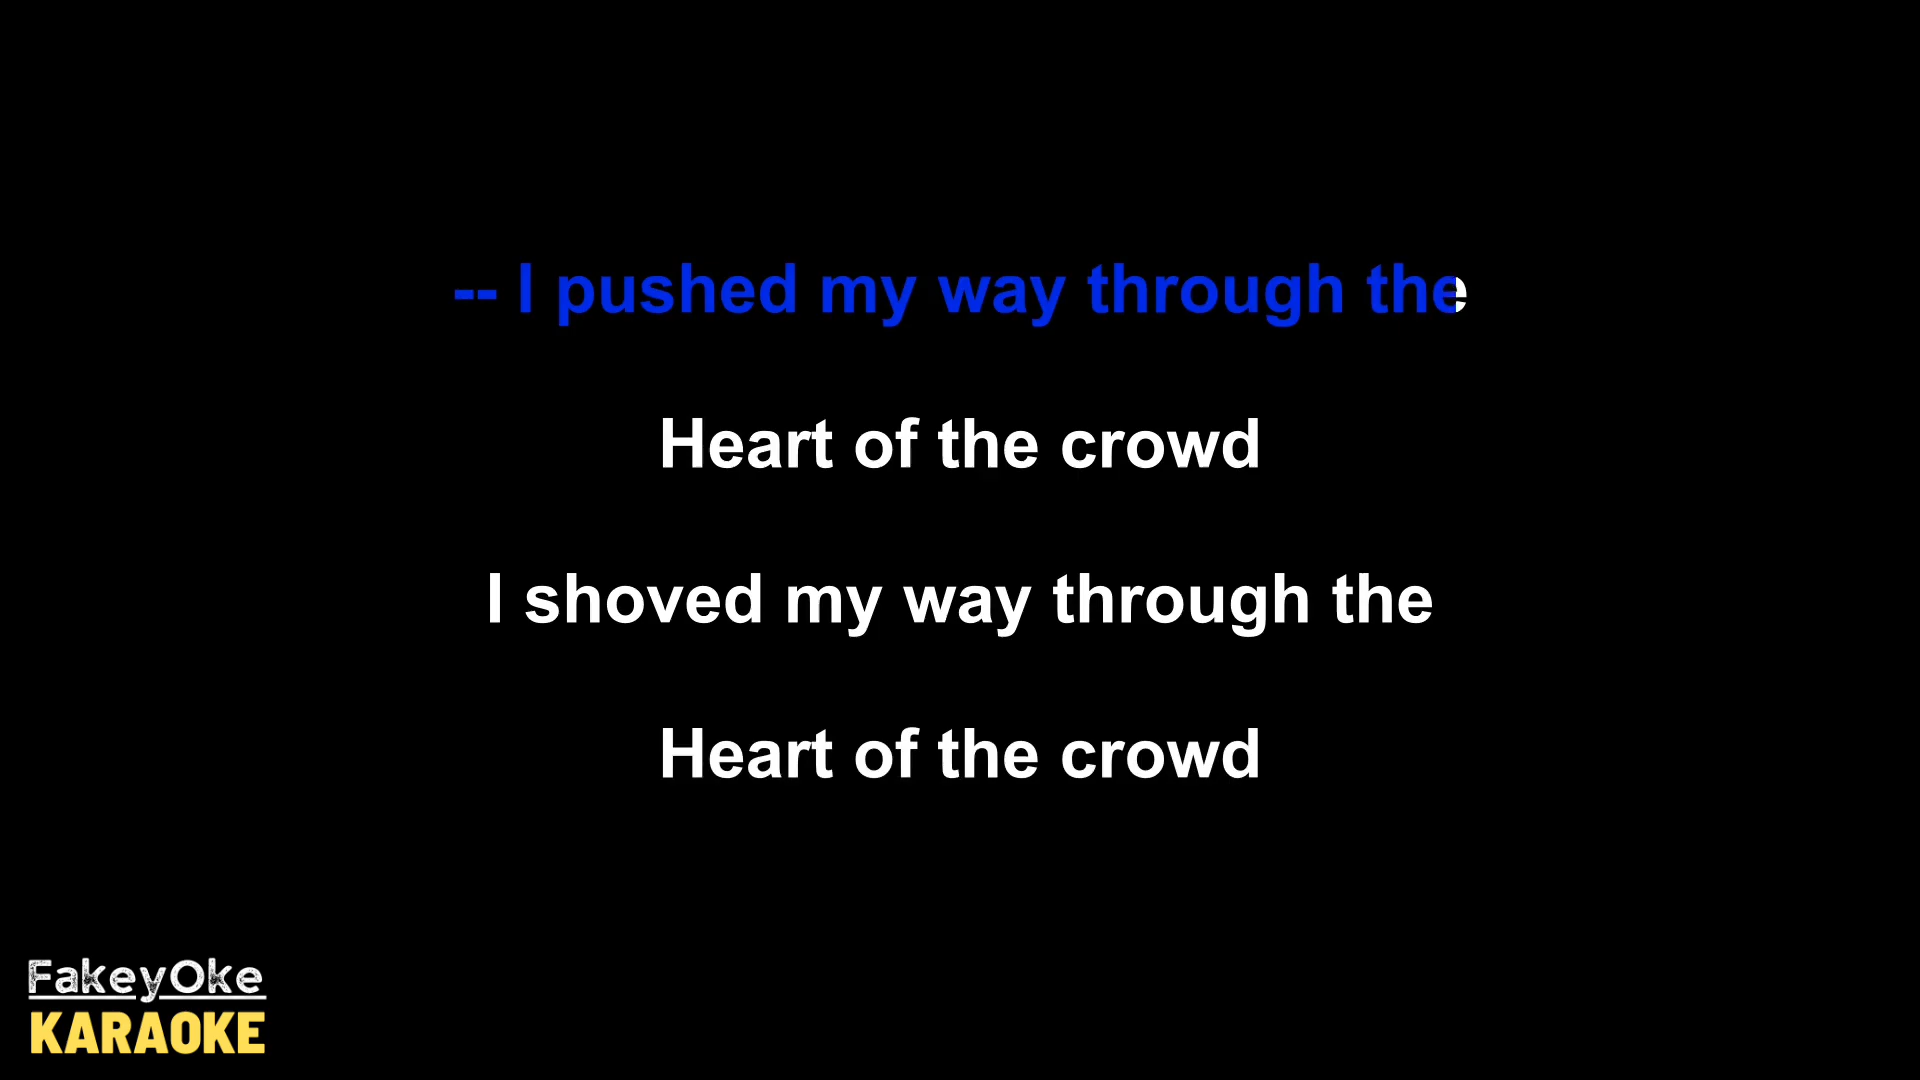 -- I pushed my way through the
Heart of the crowd
I shoved my way through the
Heart of the crowd
FakeyOke
KARAOKE